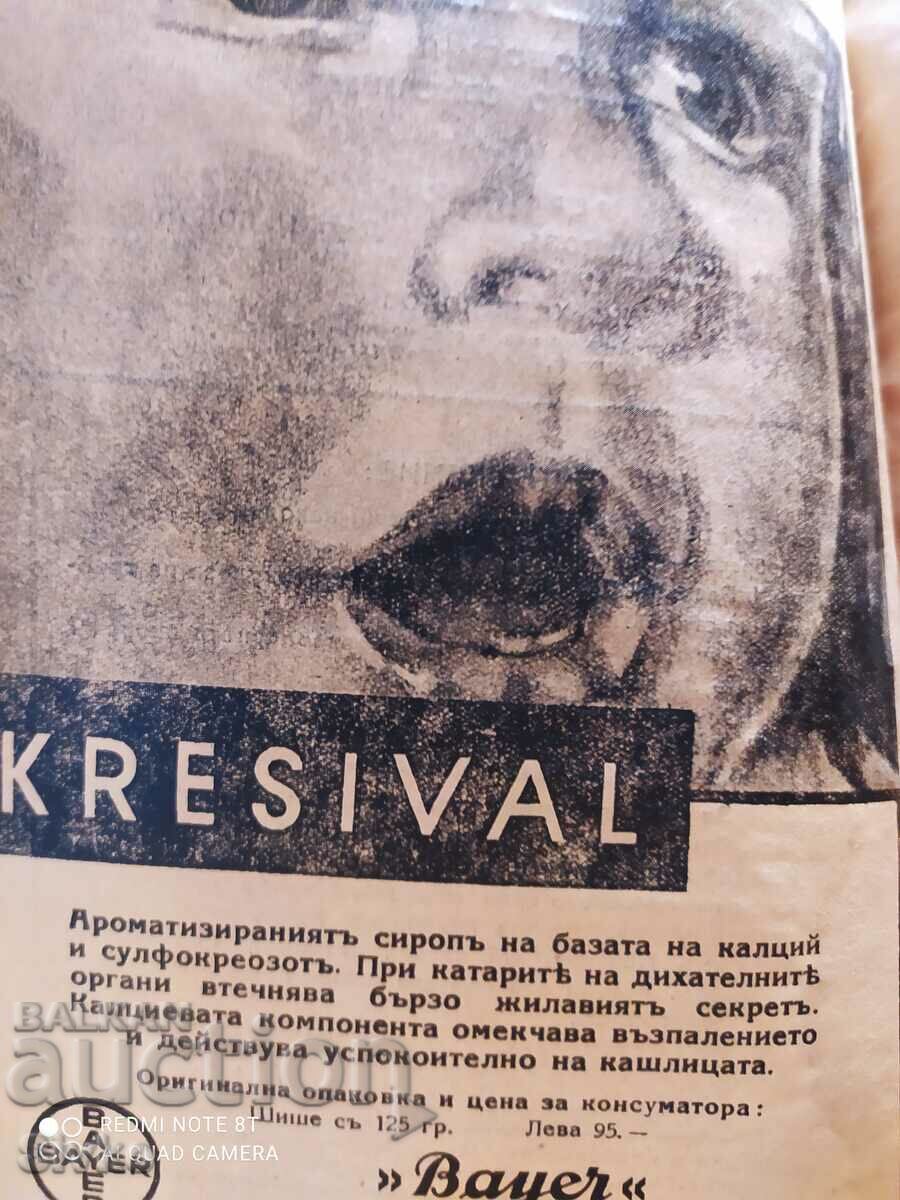 KRESIVAL
Ароматизираниятъ сиропъ на базата на калций
и сулфокреозотъ. При катаритѣ на дихателнитѣ
органи втечнява бързо жилавиятъ секретъ.
Калциевата компонента омекчава възпалението
и действува успокоително на кашлицата.
Оригинална опаковка и цена за консуматора:
Шише съ 125 гр. Лева 95.—
BAYER
BAYER
»Bayer«
BALKAN
auction
REDMI NOTE 8T
AI QUAD CAMERA